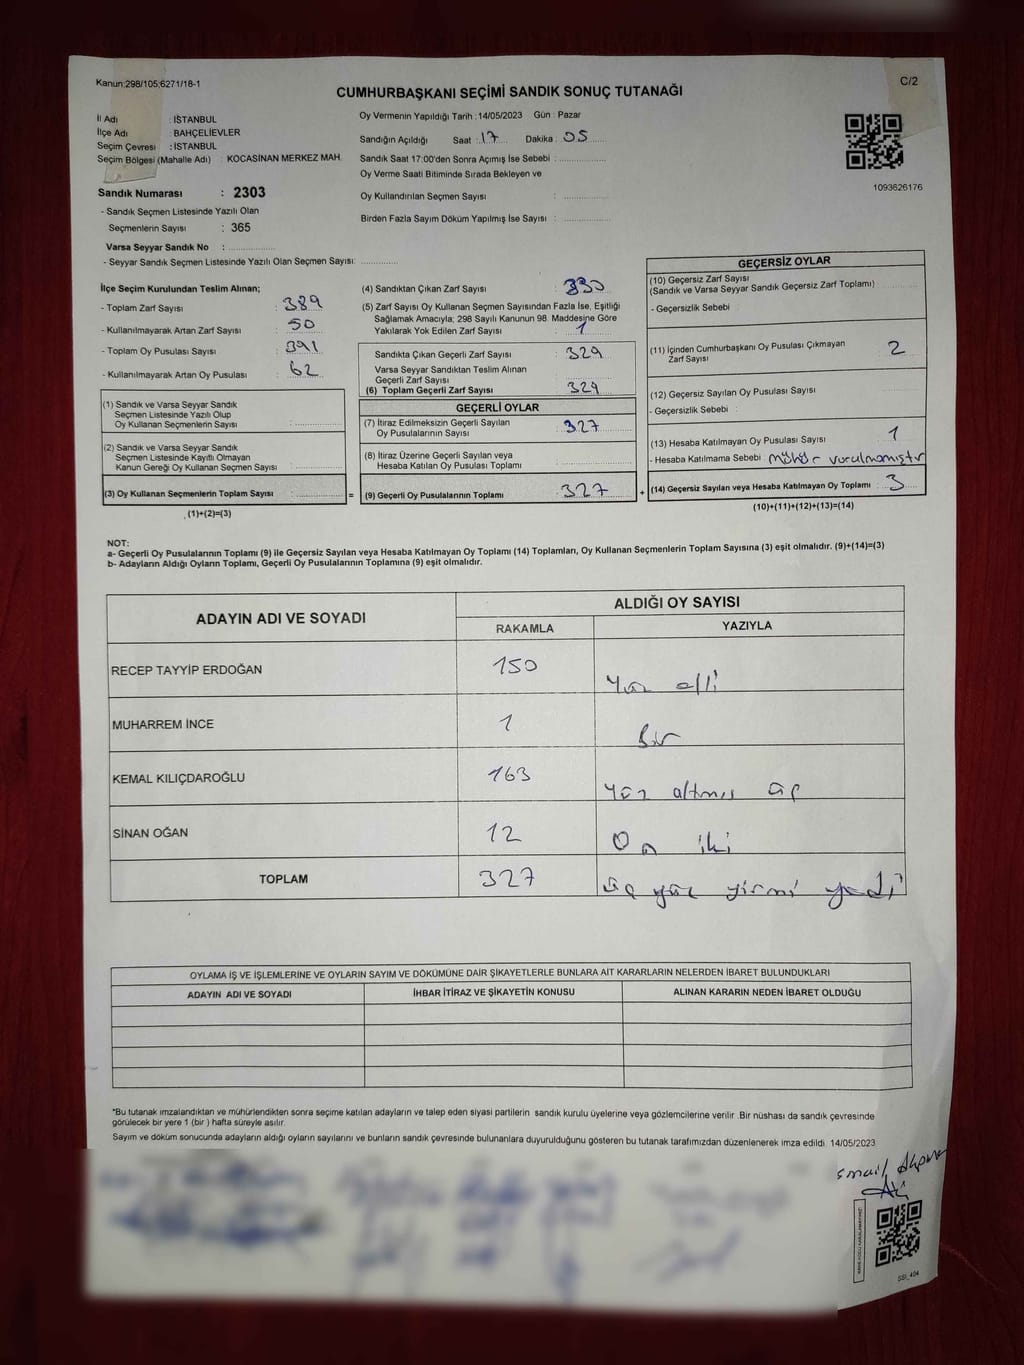 Kanun:298/105;6271/18-1
C/2
CUMHURBAŞKANI SEÇİMİ SANDIK SONUÇ TUTANAĞI
İl Adı : İSTANBUL
İlçe Adı : BAHÇELİEVLER
Seçim Çevresi : İSTANBUL
Seçim Bölgesi (Mahalle Adı) : KOCASİNAN MERKEZ MAH.
Sandık Numarası : 2303
- Sandık Seçmen Listesinde Yazılı Olan
Seçmenlerin Sayısı : 365
Varsa Seyyar Sandık No :
- Seyyar Sandık Seçmen Listesinde Yazılı Olan Seçmen Sayısı:
Oy Vermenin Yapıldığı Tarih : 14/05/2023 Gün : Pazar
Sandığın Açıldığı Saat : 17 Dakika : 05
Sandık Saat 17:00'den Sonra Açımış İse Sebebi :
Oy Verme Saati Bitiminde Sırada Bekleyen ve
Oy Kullandırılan Seçmen Sayısı :
Birden Fazla Sayım Döküm Yapılmış İse Sayısı :
1093626176
İlçe Seçim Kurulundan Teslim Alınan;
- Toplam Zarf Sayısı : 389
- Kullanılmayarak Artan Zarf Sayısı : 50
- Toplam Oy Pusulası Sayısı : 391
- Kullanılmayarak Artan Oy Pusulası : 62
(1) Sandık ve Varsa Seyyar Sandık
Seçmen Listesinde Yazılı Olup
Oy Kullanan Seçmenlerin Sayısı :
(2) Sandık ve Varsa Seyyar Sandık
Seçmen Listesinde Kayıtlı Olmayan
Kanun Gereği Oy Kullanan Seçmen Sayısı :
(3) Oy Kullanan Seçmenlerin Toplam Sayısı :
(1)+(2)=(3)
(4) Sandıktan Çıkan Zarf Sayısı : 330
(5) Zarf Sayısı Oy Kullanan Seçmen Sayısından Fazla İse, Eşitliği
Sağlamak Amacıyla; 298 Sayılı Kanunun 98. Maddesine Göre
Yakılarak Yok Edilen Zarf Sayısı : 1
Sandıkta Çıkan Geçerli Zarf Sayısı : 329
Varsa Seyyar Sandıktan Teslim Alınan
Geçerli Zarf Sayısı :
(6) Toplam Geçerli Zarf Sayısı : 329
GEÇERLİ OYLAR
(7) İtiraz Edilmeksizin Geçerli Sayılan
Oy Pusulalarının Sayısı : 327
(8) İtiraz Üzerine Geçerli Sayılan veya
Hesaba Katılan Oy Pusulası Toplamı :
= (9) Geçerli Oy Pusulalarının Toplamı : 327 +
GEÇERSİZ OYLAR
(10) Geçersiz Zarf Sayısı
(Sandık ve Varsa Seyyar Sandık Geçersiz Zarf Toplamı) :
- Geçersizlik Sebebi :
(11) İçinden Cumhurbaşkanı Oy Pusulası Çıkmayan
Zarf Sayısı : 2
(12) Geçersiz Sayılan Oy Pusulası Sayısı
- Geçersizlik Sebebi :
(13) Hesaba Katılmayan Oy Pusulası Sayısı : 1
- Hesaba Katılmama Sebebi : mühür vurulmamıştır
(14) Geçersiz Sayılan veya Hesaba Katılmayan Oy Toplamı : 3
(10)+(11)+(12)+(13)=(14)
NOT:
a- Geçerli Oy Pusulalarının Toplamı (9) ile Geçersiz Sayılan veya Hesaba Katılmayan Oy Toplamı (14) Toplamları, Oy Kullanan Seçmenlerin Toplam Sayısına (3) eşit olmalıdır. (9)+(14)=(3)
b- Adayların Aldığı Oyların Toplamı, Geçerli Oy Pusulalarının Toplamına (9) eşit olmalıdır.
ADAYIN ADI VE SOYADI
ALDIĞI OY SAYISI
RAKAMLA YAZIYLA
RECEP TAYYİP ERDOĞAN 150 Yüz elli
MUHARREM İNCE 1 Bir
KEMAL KILIÇDAROĞLU 163 Yüz altmış üç
SİNAN OĞAN 12 On iki
TOPLAM 327 üç yüz yirmi yedi
OYLAMA İŞ VE İŞLEMLERİNE VE OYLARIN SAYIM VE DÖKÜMÜNE DAİR ŞİKAYETLERLE BUNLARA AİT KARARLARIN NELERDEN İBARET BULUNDUKLARI
ADAYIN ADI VE SOYADI İHBAR İTİRAZ VE ŞİKAYETİN KONUSU ALINAN KARARIN NEDEN İBARET OLDUĞU
*Bu tutanak imzalandıktan ve mühürlendikten sonra seçime katılan adayların ve talep eden siyasi partilerin sandık kurulu üyelerine veya gözlemcilerine verilir. Bir nüshası da sandık çevresinde
görülecek bir yere 1 (bir) hafta süreyle asılır.
Sayım ve döküm sonucunda adayların aldığı oyların sayılarını ve bunların sandık çevresinde bulunanlara duyurulduğunu gösteren bu tutanak tarafımızdan düzenlenerek imza edildi. 14/05/2023
SSI_404